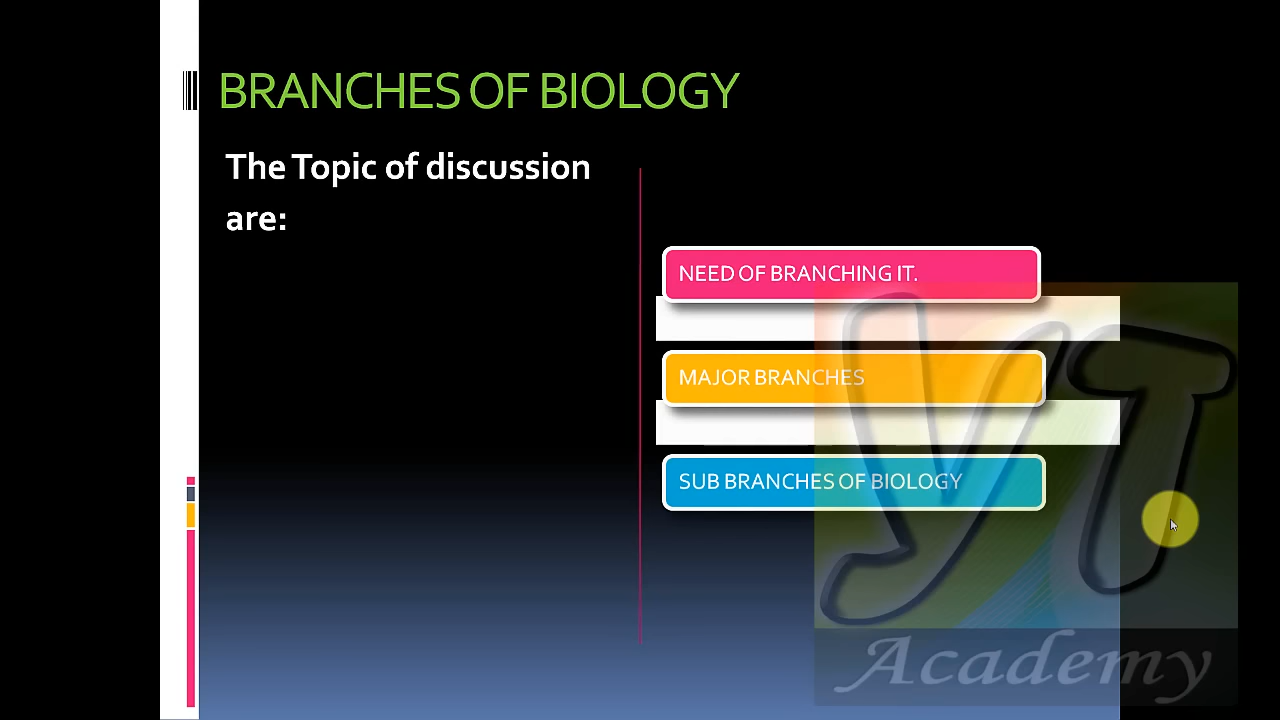 BRANCHES OF BIOLOGY
The Topic of discussion
are:
NEED OF BRANCHING IT.
MAJOR BRANCHES
SUB BRANCHES OF BIOLOGY
YT
Academy